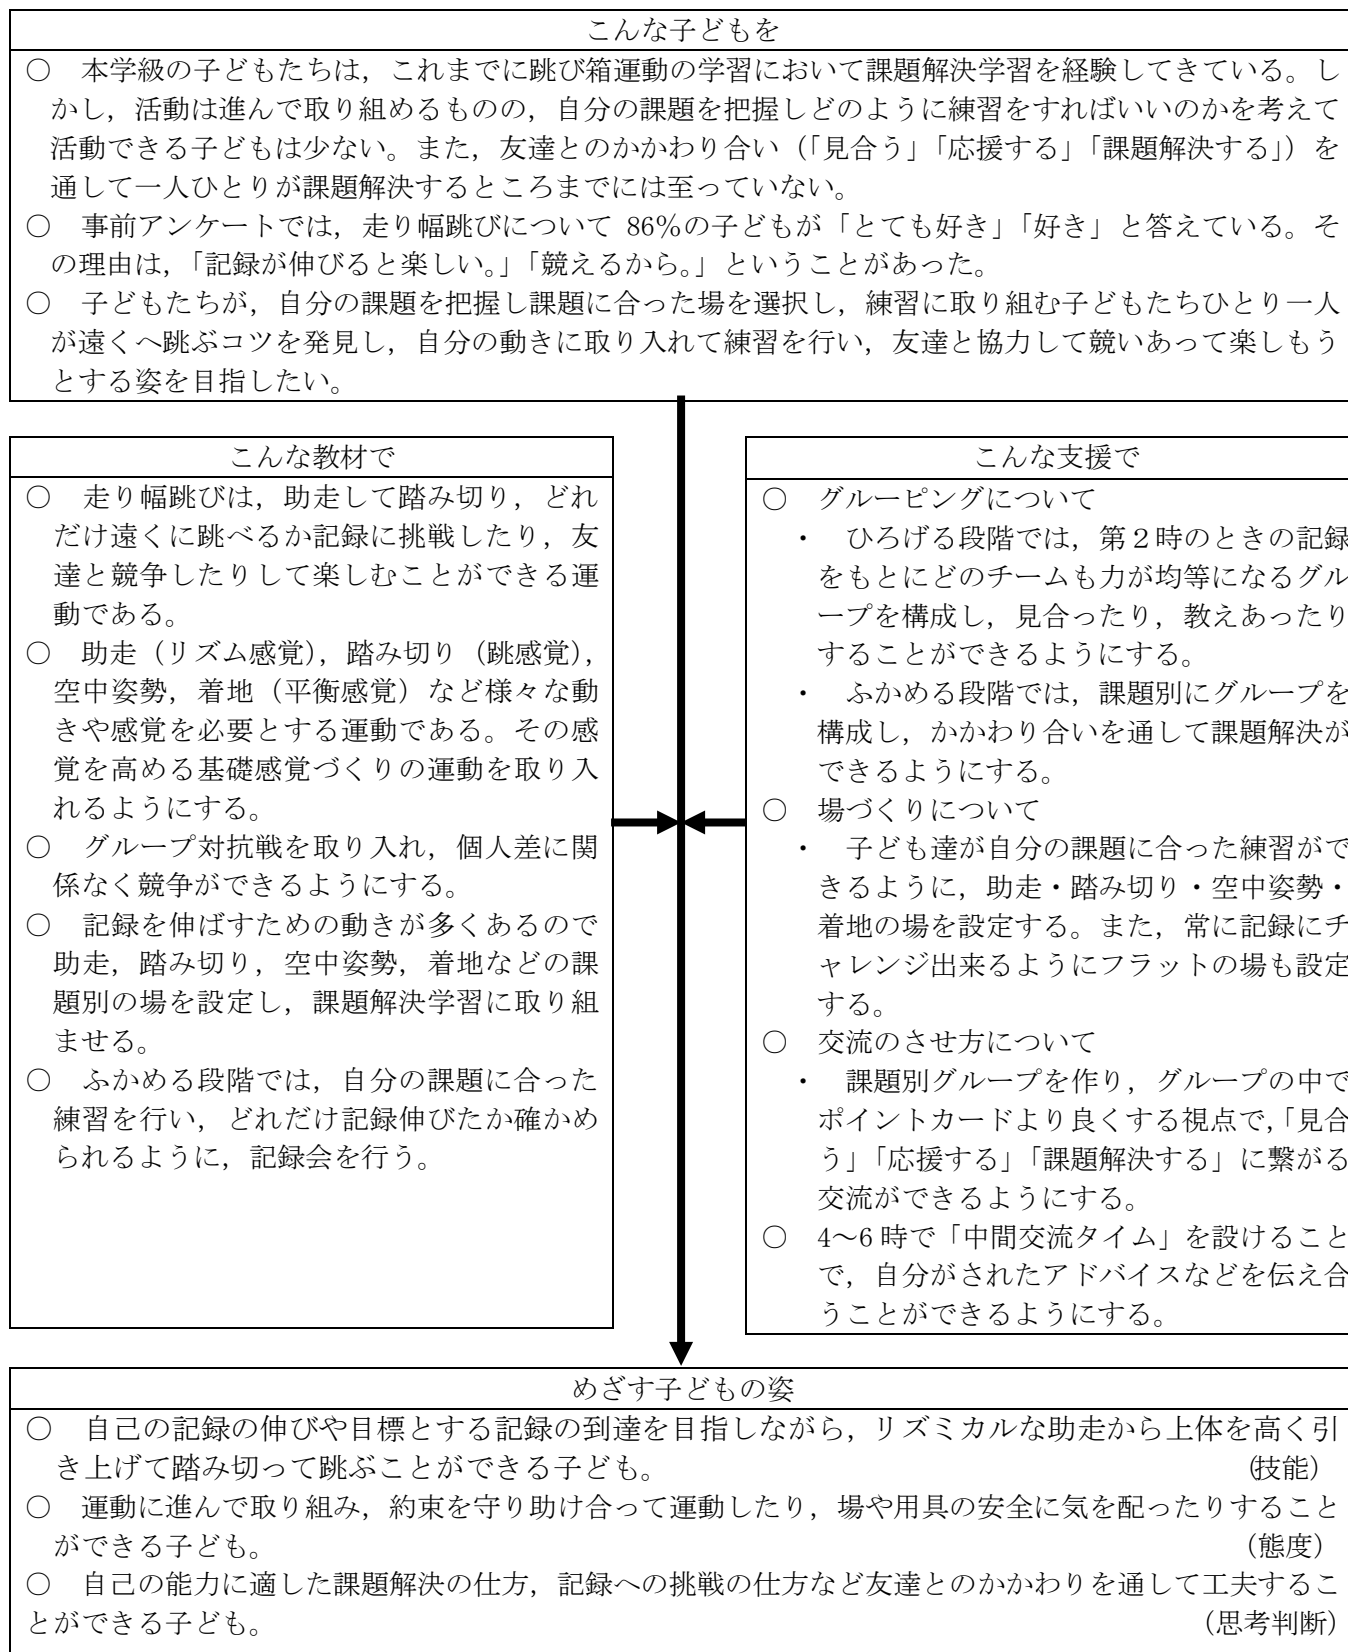 こんな子どもを
○　本学級の子どもたちは，これまでに跳び箱運動の学習において課題解決学習を経験してきている。し
かし，活動は進んで取り組めるものの，自分の課題を把握しどのように練習をすればいいのかを考えて
活動できる子どもは少ない。また，友達とのかかわり合い（「見合う」「応援する」「課題解決する」）を
通して一人ひとりが課題解決するところまでには至っていない。
○　事前アンケートでは，走り幅跳びについて 86％の子どもが「とても好き」「好き」と答えている。そ
の理由は，「記録が伸びると楽しい。」「競えるから。」ということがあった。
○　子どもたちが，自分の課題を把握し課題に合った場を選択し，練習に取り組む子どもたちひとり一人
が遠くへ跳ぶコツを発見し，自分の動きに取り入れて練習を行い，友達と協力して競いあって楽しもう
とする姿を目指したい。
こんな教材で
○　走り幅跳びは，助走して踏み切り，どれ
だけ遠くに跳べるか記録に挑戦したり，友
達と競争したりして楽しむことができる運
動である。
○　助走（リズム感覚），踏み切り（跳感覚），
空中姿勢，着地（平衡感覚）など様々な動
きや感覚を必要とする運動である。その感
覚を高める基礎感覚づくりの運動を取り入
れるようにする。
○　グループ対抗戦を取り入れ，個人差に関
係なく競争ができるようにする。
○　記録を伸ばすための動きが多くあるので
助走，踏み切り，空中姿勢，着地などの課
題別の場を設定し，課題解決学習に取り組
ませる。
○　ふかめる段階では，自分の課題に合った
練習を行い，どれだけ記録伸びたか確かめ
られるように，記録会を行う。
こんな支援で
○　グルーピングについて
・　ひろげる段階では，第２時のときの記録
をもとにどのチームも力が均等になるグル
ープを構成し，見合ったり，教えあったり
することができるようにする。
・　ふかめる段階では，課題別にグループを
構成し，かかわり合いを通して課題解決が
できるようにする。
○　場づくりについて
・　子ども達が自分の課題に合った練習がで
きるように，助走・踏み切り・空中姿勢・
着地の場を設定する。また，常に記録にチ
ャレンジ出来るようにフラットの場も設定
する。
○　交流のさせ方について
・　課題別グループを作り，グループの中で
ポイントカードより良くする視点で，「見合
う」「応援する」「課題解決する」に繋がる
交流ができるようにする。
○　4～6 時で「中間交流タイム」を設けること
で，自分がされたアドバイスなどを伝え合
うことができるようにする。
めざす子どもの姿
○　自己の記録の伸びや目標とする記録の到達を目指しながら，リズミカルな助走から上体を高く引
き上げて踏み切って跳ぶことができる子ども。（技能）
○　運動に進んで取り組み，約束を守り助け合って運動したり，場や用具の安全に気を配ったりすること
ができる子ども。（態度）
○　自己の能力に適した課題解決の仕方，記録への挑戦の仕方など友達とのかかわりを通して工夫するこ
とができる子ども。（思考判断）